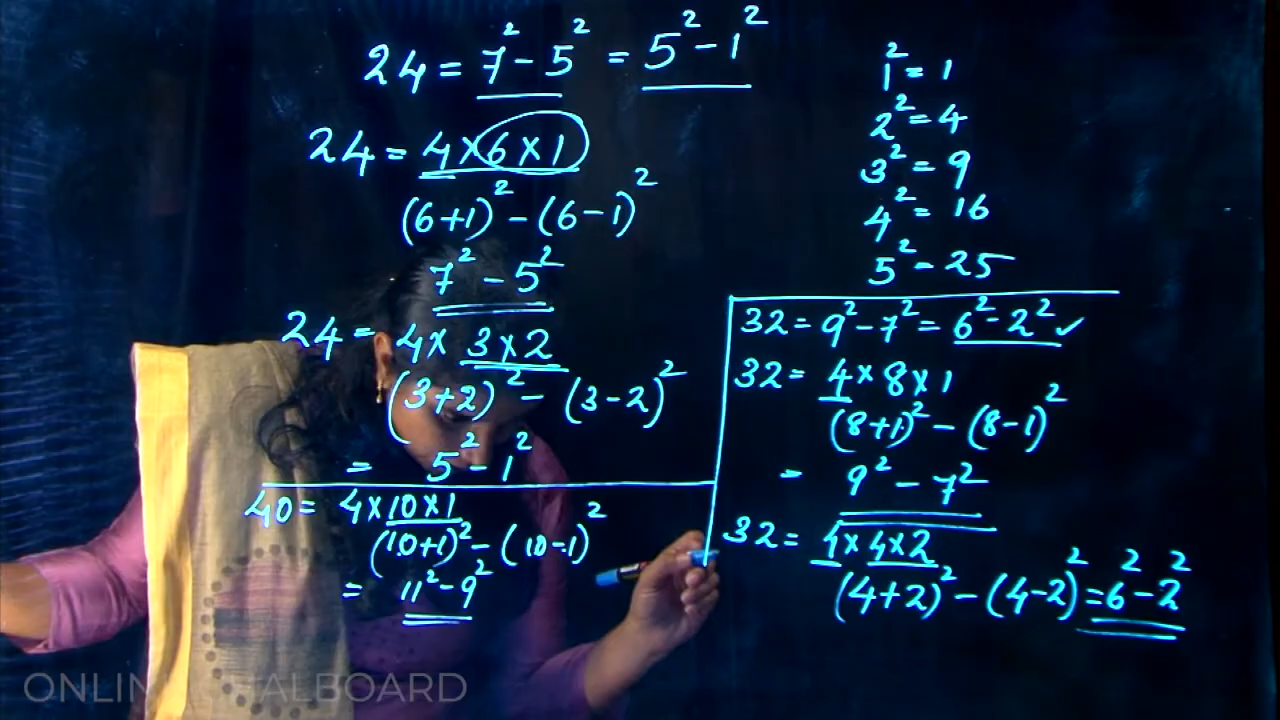 24 = 7² - 5² = 5² - 1²
24 = 4 × 6 × 1
(6+1)² - (6-1)²
7² - 5²
24 = 4 × 3 × 2
(3+2)² - (3-2)²
= 5² - 1²
40 = 4 × 10 × 1
(10+1)² - (10-1)²
= 11² - 9²
1² = 1
2² = 4
3² = 9
4² = 16
5² = 25
32 = 9² - 7² = 6² - 2² ✓
32 = 4 × 8 × 1
(8+1)² - (8-1)²
= 9² - 7²
32 = 4 × 4 × 2
(4+2)² - (4-2)² = 6² - 2²